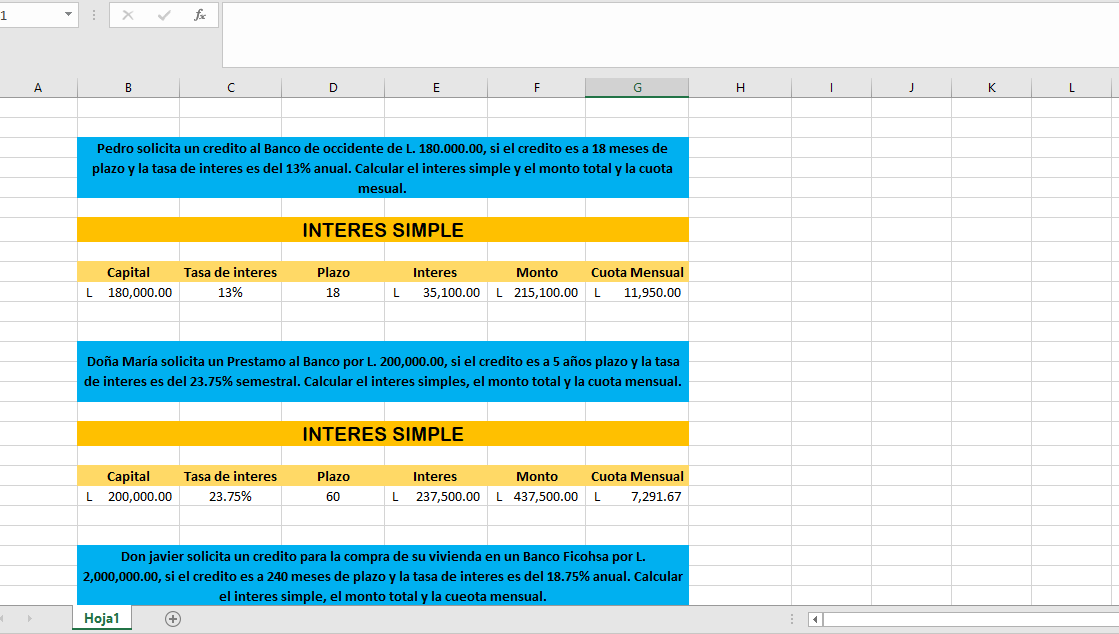 1
fx
A B C D E F G H I J K L
Pedro solicita un credito al Banco de occidente de L. 180.000.00, si el credito es a 18 meses de
plazo y la tasa de interes es del 13% anual. Calcular el interes simple y el monto total y la cuota
mesual.
INTERES SIMPLE
Capital Tasa de interes Plazo Interes Monto Cuota Mensual
L 180,000.00 13% 18 L 35,100.00 L 215,100.00 L 11,950.00
Doña María solicita un Prestamo al Banco por L. 200,000.00, si el credito es a 5 años plazo y la tasa
de interes es del 23.75% semestral. Calcular el interes simples, el monto total y la cuota mensual.
INTERES SIMPLE
Capital Tasa de interes Plazo Interes Monto Cuota Mensual
L 200,000.00 23.75% 60 L 237,500.00 L 437,500.00 L 7,291.67
Don javier solicita un credito para la compra de su vivienda en un Banco Ficohsa por L.
2,000,000.00, si el credito es a 240 meses de plazo y la tasa de interes es del 18.75% anual. Calcular
el interes simple, el monto total y la cueota mensual.
Hoja1